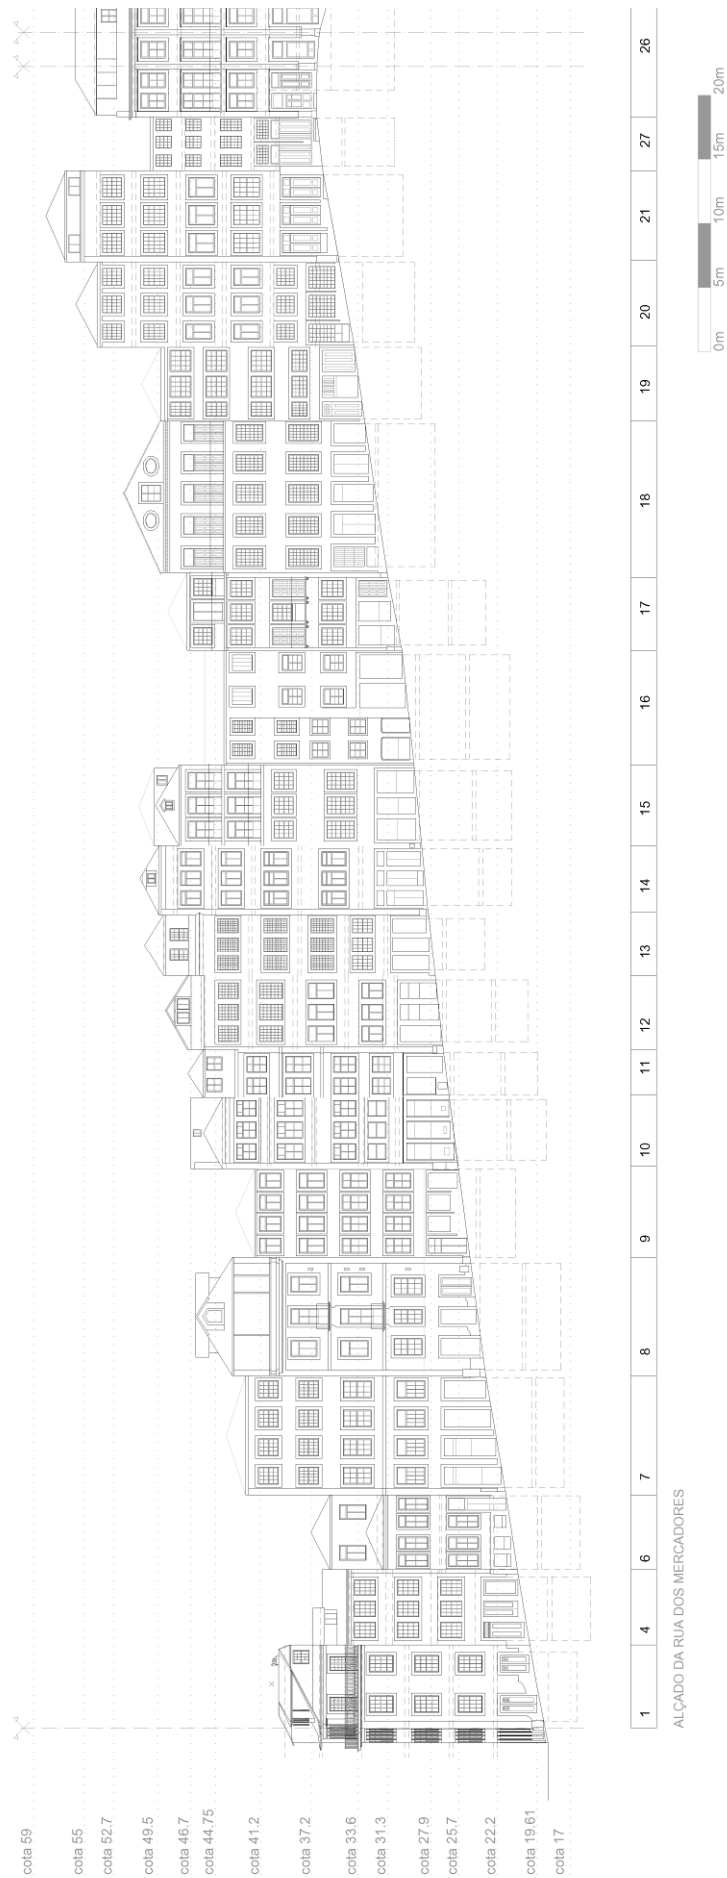 cota 59
cota 55
cota 52.7
cota 49.5
cota 46.7
cota 44.75
cota 41.2
cota 37.2
cota 33.6
cota 31.3
cota 27.9
cota 25.7
cota 22.2
cota 19.61
cota 17
1 4 6 7 8 9 10 11 12 13 14 15 16 17 18 19 20 21 27 26
ALÇADO DA RUA DOS MERCADORES
0m 5m 10m 15m 20m